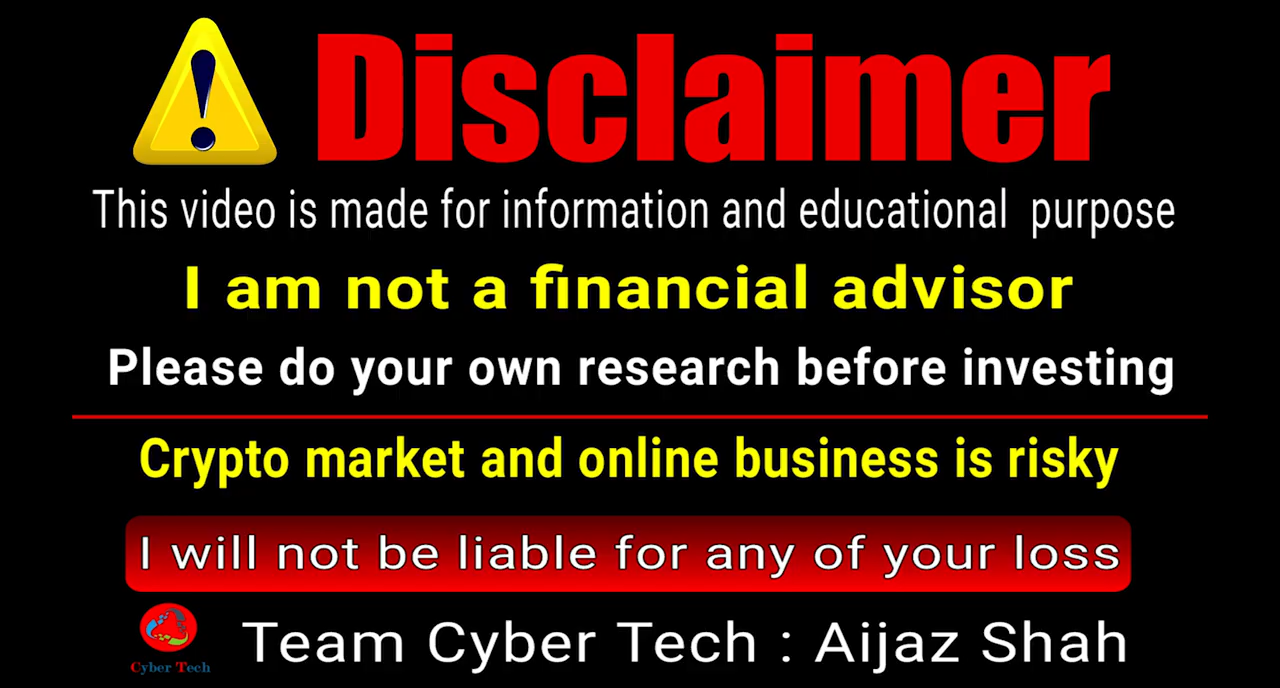 Disclaimer
This video is made for information and educational purpose
I am not a financial advisor
Please do your own research before investing
Crypto market and online business is risky
I will not be liable for any of your loss
Cyber Tech
Team Cyber Tech : Aijaz Shah